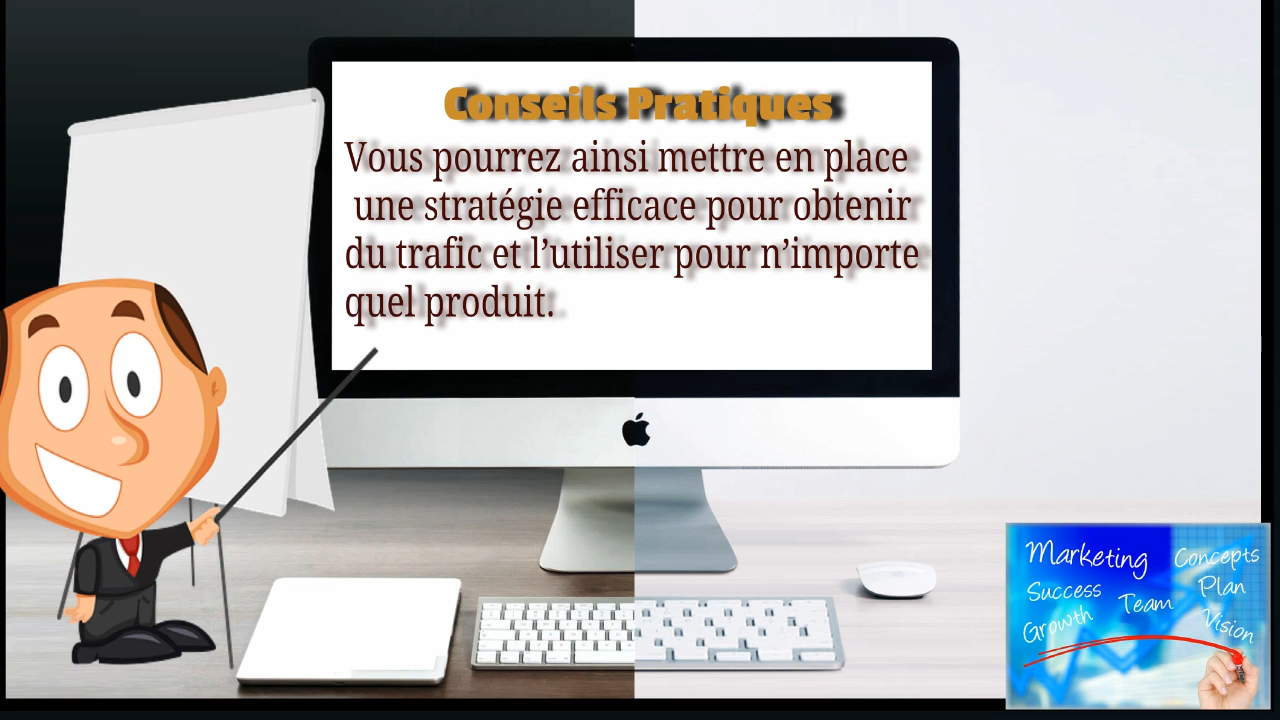 Conseils Pratiques
Vous pourrez ainsi mettre en place
une stratégie efficace pour obtenir
du trafic et l’utiliser pour n’importe
quel produit.
Marketing
Concepts
Success
Plan
Team
Growth
Vision